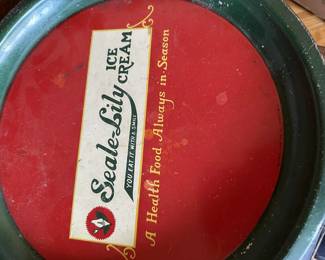 Seale-Lily
ICE
CREAM
YOU EAT IT WITH A SMILE
A Health Food Always in Season